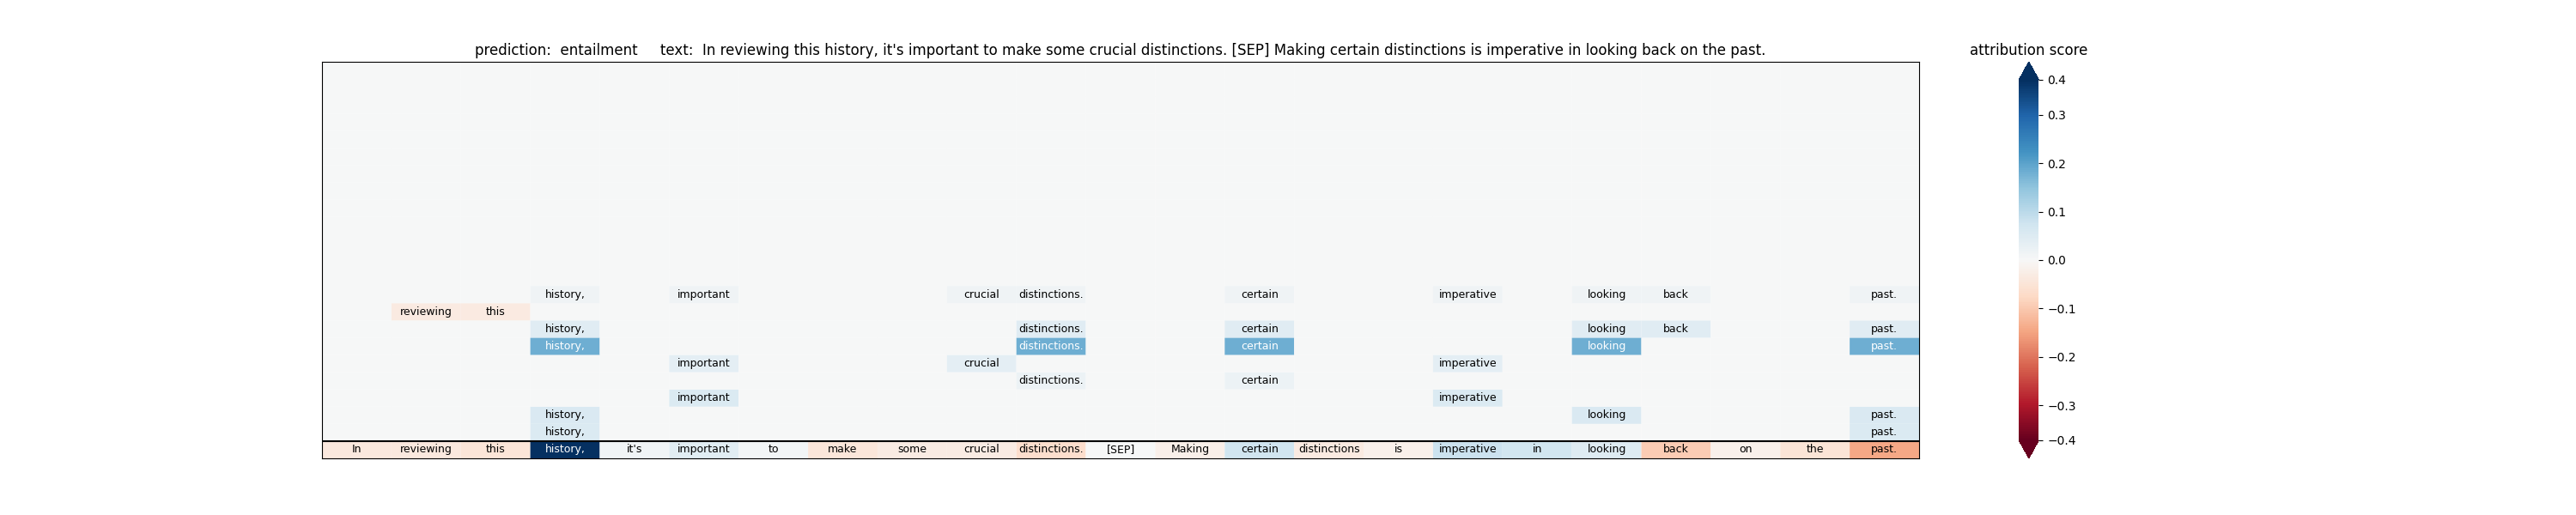 prediction:  entailment     text:  In reviewing this history, it's important to make some crucial distinctions. [SEP] Making certain distinctions is imperative in looking back on the past.
attribution score
0.4
0.3
0.2
0.1
0.0
−0.1
−0.2
−0.3
−0.4
history, important crucial distinctions. certain imperative looking back past.
reviewing this
history, distinctions. certain looking back past.
history, distinctions. certain looking past.
important crucial imperative
distinctions. certain
important imperative
history, looking past.
history, past.
In reviewing this history, it's important to make some crucial distinctions. [SEP] Making certain distinctions is imperative in looking back on the past.